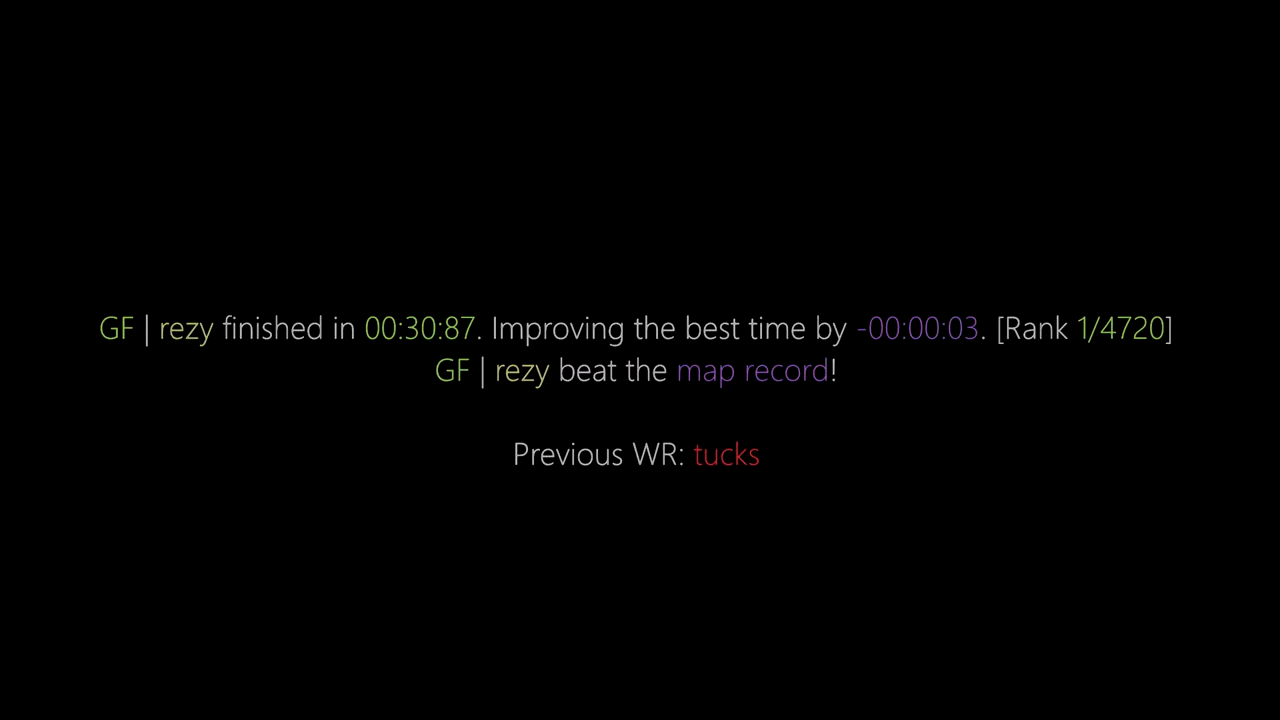 GF | rezy finished in 00:30:87. Improving the best time by -00:00:03. [Rank 1/4720]
GF | rezy beat the map record!
Previous WR: tucks